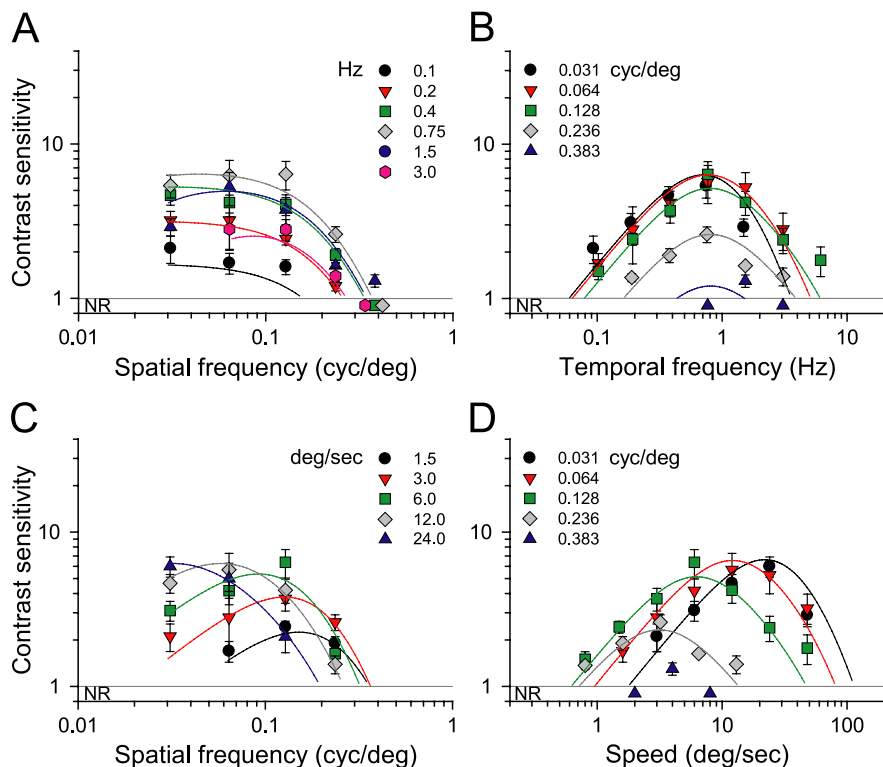 A
Contrast sensitivity
10
1
NR
0.01
0.1
1
Spatial frequency (cyc/deg)
Hz
0.1
0.2
0.4
0.75
1.5
3.0
B
10
1
NR
0.1
1
10
Temporal frequency (Hz)
0.031 cyc/deg
0.064
0.128
0.236
0.383
C
Contrast sensitivity
10
1
NR
0.01
0.1
1
Spatial frequency (cyc/deg)
deg/sec
1.5
3.0
6.0
12.0
24.0
D
10
1
NR
1
10
100
Speed (deg/sec)
0.031 cyc/deg
0.064
0.128
0.236
0.383